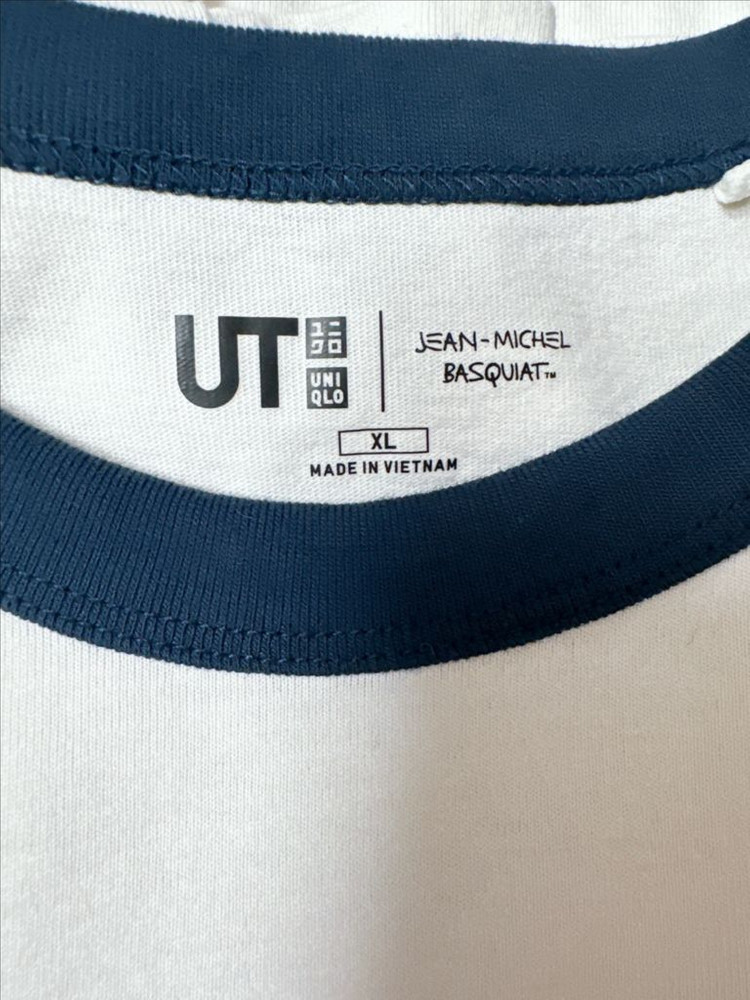 UT
ユニ
クロ
UNI
QLO
JEAN-MICHEL
BASQUIAT™
XL
MADE IN VIETNAM